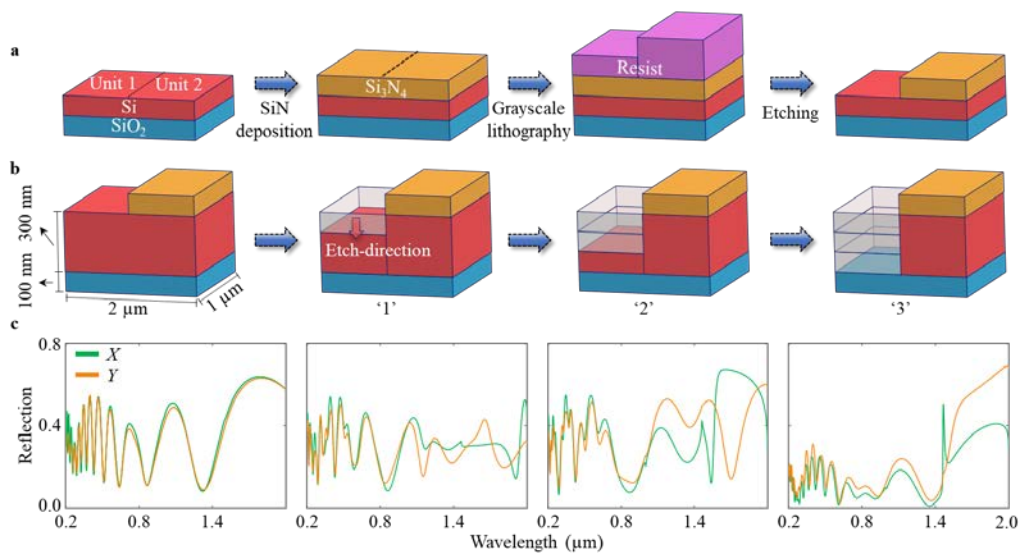 a
Unit 1 Unit 2
Si
SiO2
SiN
deposition
Si3N4
Grayscale
lithography
Resist
Etching
b
300 nm
100 nm
2 µm
1 µm
Etch-direction
‘1’
‘2’
‘3’
c
Reflection
0.8
0.4
0.0
X
Y
0.2 0.8 1.4
0.2 0.8 1.4
0.2 0.8 1.4
0.2 0.8 1.4 2.0
Wavelength (µm)